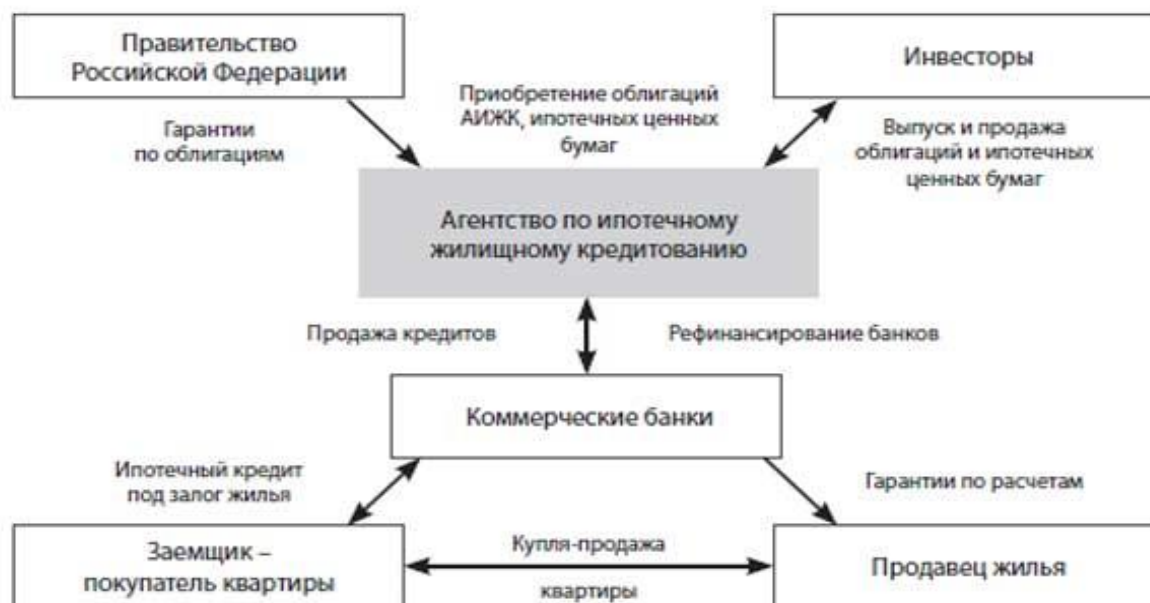 Правительство
Российской Федерации
Инвесторы
Гарантии
по облигациям
Приобретение облигаций
АИЖК, ипотечных ценных
бумаг
Выпуск и продажа
облигаций и ипотечных
ценных бумаг
Агентство по ипотечному
жилищному кредитованию
Продажа кредитов
Рефинансирование банков
Коммерческие банки
Ипотечный кредит
под залог жилья
Гарантии по расчетам
Заемщик –
покупатель квартиры
Купля-продажа
квартиры
Продавец жилья